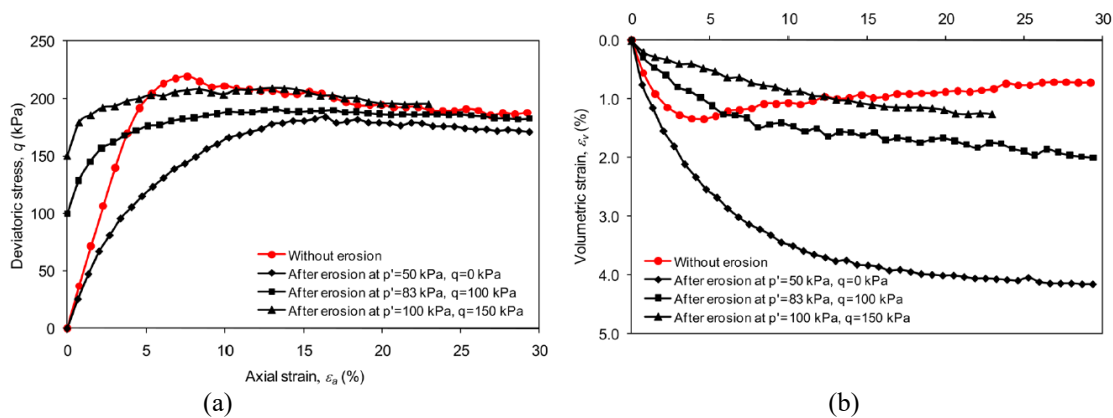 250
200
150
100
50
0
Deviatoric stress, q (kPa)
0 5 10 15 20 25 30
Axial strain, εa (%)
Without erosion
After erosion at p'=50 kPa, q=0 kPa
After erosion at p'=83 kPa, q=100 kPa
After erosion at p'=100 kPa, q=150 kPa
(a)
0 5 10 15 20 25 30
0.0
1.0
2.0
3.0
4.0
5.0
Volumetric strain, εv (%)
Without erosion
After erosion at p'=50 kPa, q=0 kPa
After erosion at p'=83 kPa, q=100 kPa
After erosion at p'=100 kPa, q=150 kPa
(b)